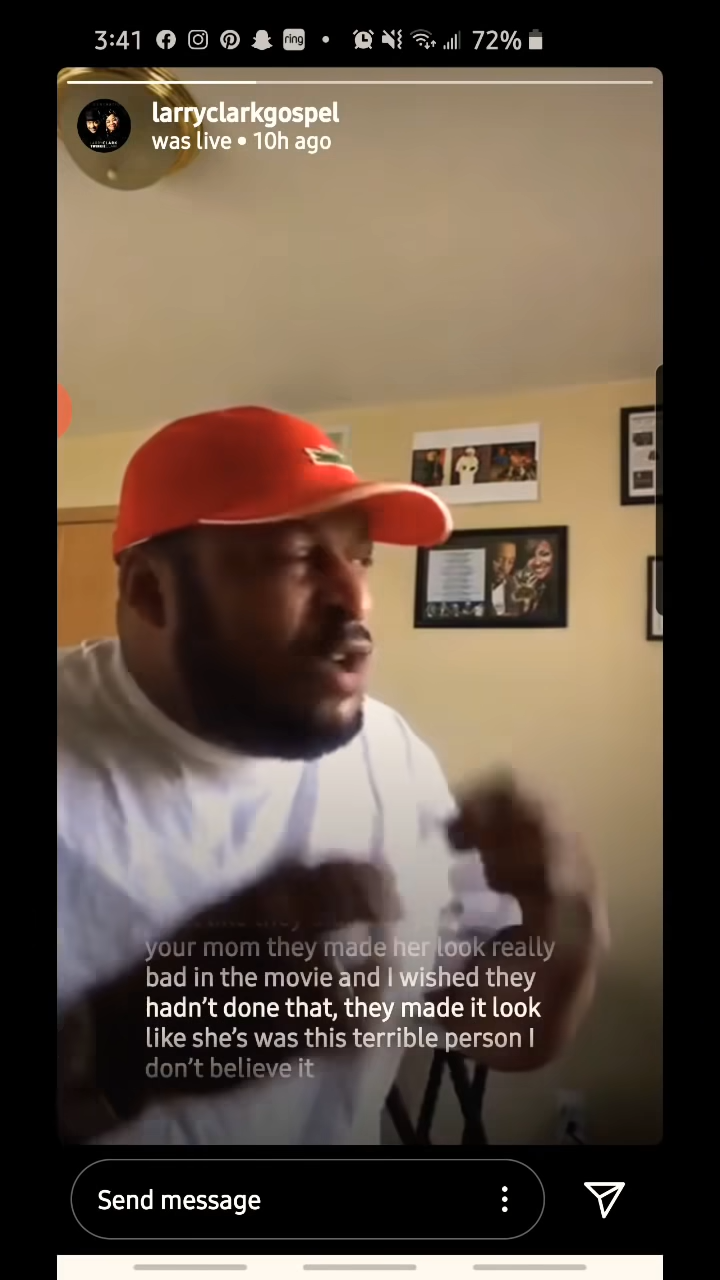 3:41
ring
72%
larryclarkgospel
was live • 10h ago
your mom they made her look really
bad in the movie and I wished they
hadn't done that, they made it look
like she's was this terrible person I
don't believe it
Send message